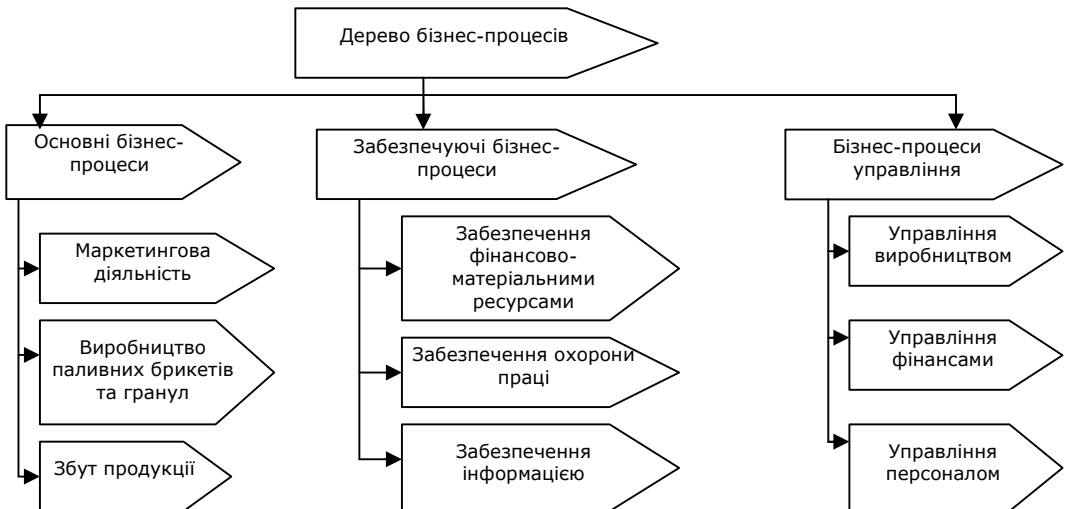 Дерево бізнес-процесів
Основні бізнес-
процеси
Маркетингова
діяльність
Виробництво
паливних брикетів
та гранул
Збут продукції
Забезпечуючі бізнес-
процеси
Забезпечення
фінансово-
матеріальними
ресурсами
Забезпечення охорони
праці
Забезпечення
інформацією
Бізнес-процеси
управління
Управління
виробництвом
Управління
фінансами
Управління
персоналом